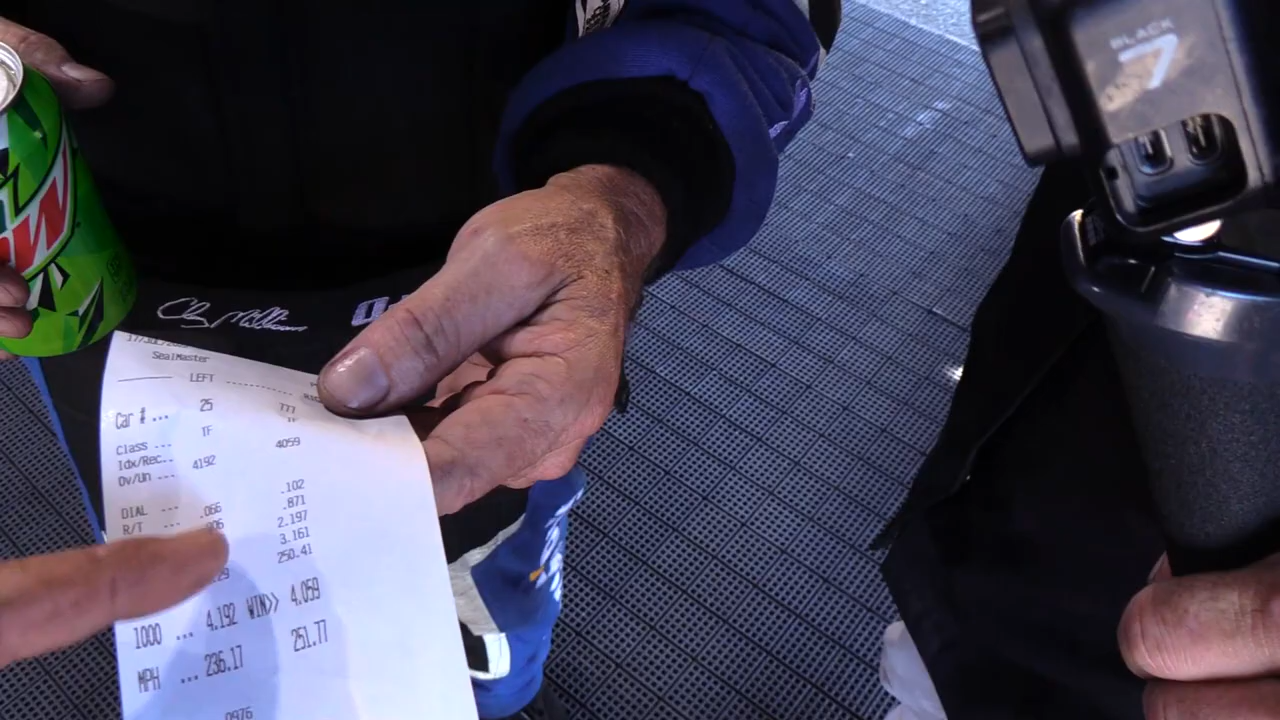 BLACK
7
SealMaster
LEFT
Car # ... 25 777
Class --- TF
Idx/Rec.. 4192 4059
Ov/Un ---
DIAL --- .102
R/T --- .066 .871
2.197
3.161
250.41
1000 ... 4.192 WIN>> 4.059
MPH ... 236.17 251.77
.0976